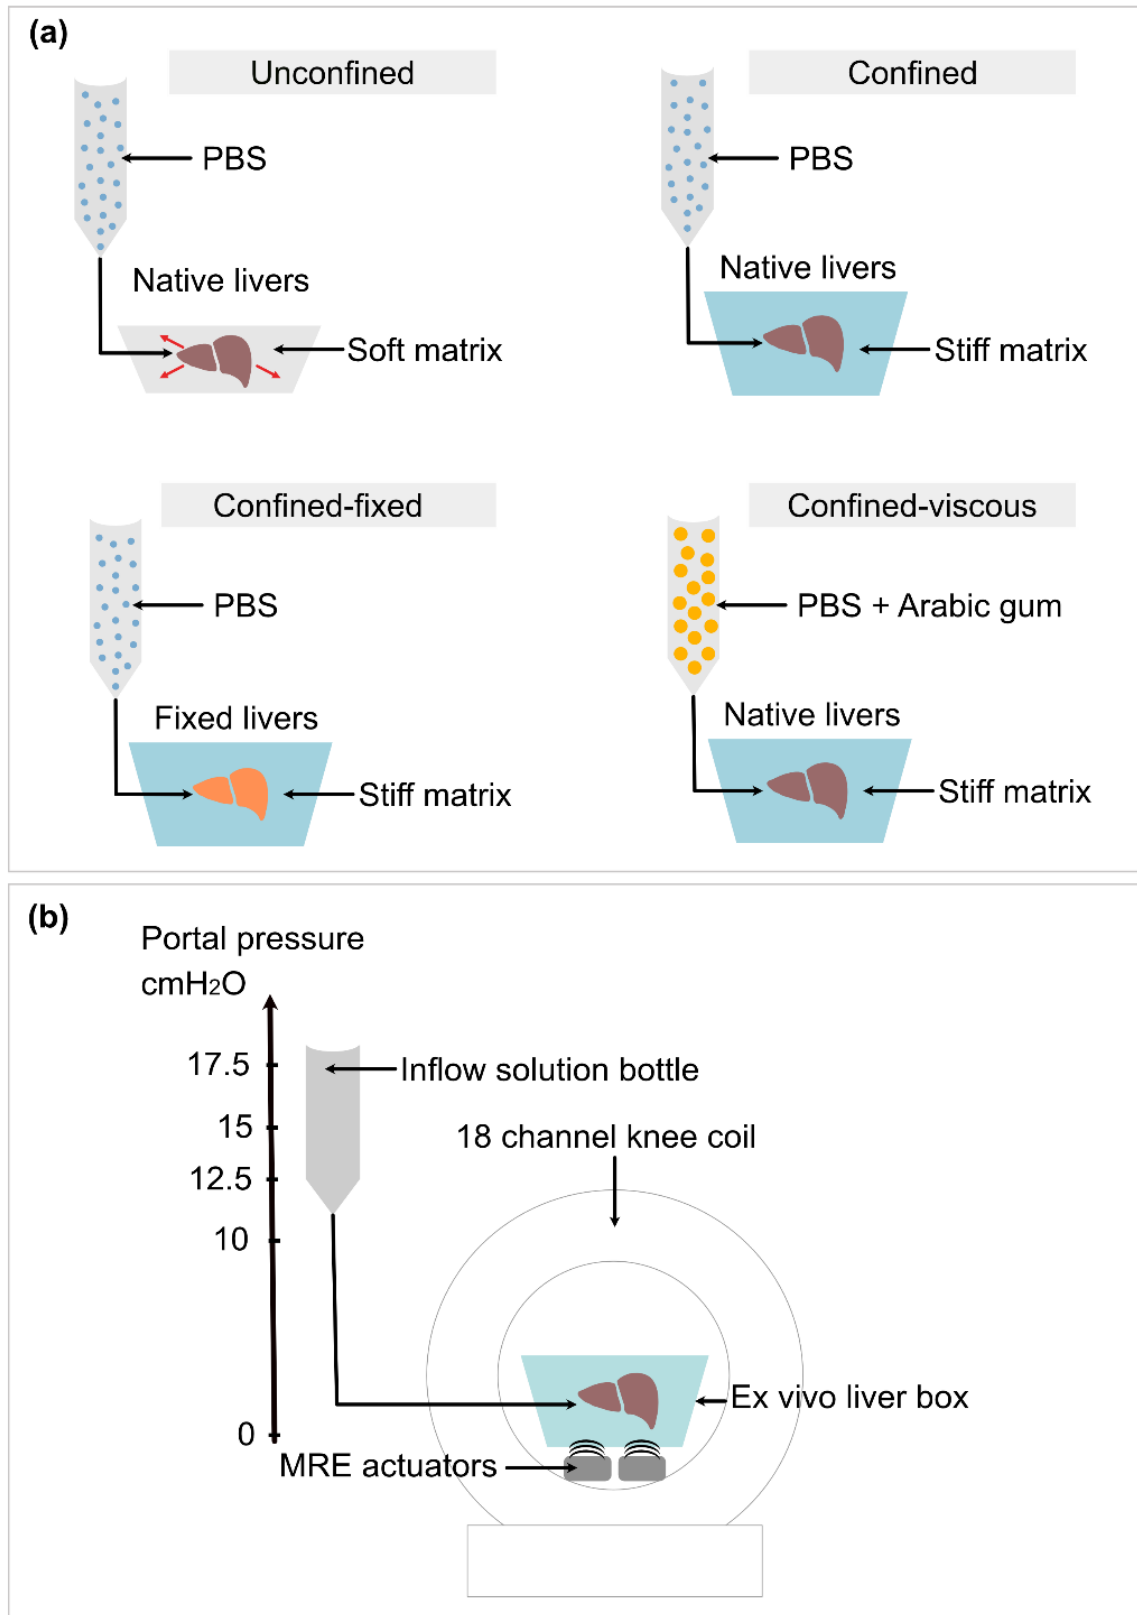 (a)
Unconfined
Confined
PBS
PBS
Native livers
Native livers
Soft matrix
Stiff matrix
Confined-fixed
Confined-viscous
PBS
PBS + Arabic gum
Fixed livers
Native livers
Stiff matrix
Stiff matrix
(b)
Portal pressure
cmH₂O
17.5
Inflow solution bottle
15
18 channel knee coil
12.5
10
Ex vivo liver box
0
MRE actuators